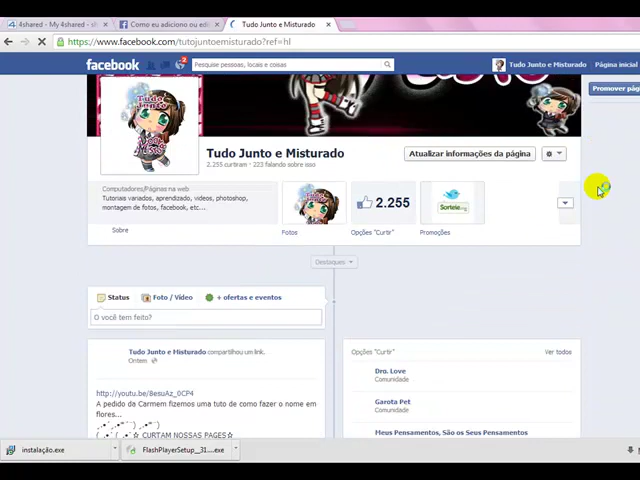 4shared - My 4shared - sh
Como eu adiciono ou edi
Tudo Junto e Misturado
https://www.facebook.com/tutojuntoemisturado?ref=hl
facebook
2
Pesquise pessoas, locais e coisas
Tudo Junto e Misturado
Página inicial
Promover pág
Tudo Junto e Misturado
2.255 curtiram · 223 falando sobre isso
Atualizar informações da página
Computadores/Páginas na web
Tutoriais variados, aprendizado, videos, photoshop,
montagem de fotos, facebook, etc...
2.255
Sorteie
Sobre
Fotos
Opções "Curtir"
Promoções
Destaques
Status
Foto / Vídeo
+ ofertas e eventos
O você tem feito?
Tudo Junto e Misturado compartilhou um link.
Ontem
http://youtu.be/8esuAz_0CP4
A pedido da Carmem fizemos uma tuto de como fazer o nome em
flores...
CURTAM NOSSAS PAGES☆
Opções "Curtir"
Ver todos
Dro. Love
Comunidade
Garota Pet
Comunidade
Meus Pensamentos, São os Seus Pensamentos
instalação.exe
FlashPlayerSetup_31....exe